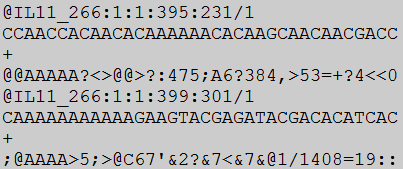 @IL11_266:1:1:395:231/1
CCAACCACAACACAAAAAACACAAGCAACAACGACC
+
@@AAAAA?<>@@>?:475;A6?384,>53=+?4<<0
@IL11_266:1:1:399:301/1
CAAAAAAAAAAAGAAGTACGAGATACGACACATCAC
+
;@AAAA>5;>@C67'&2?&7<&7&@1/1408=19::